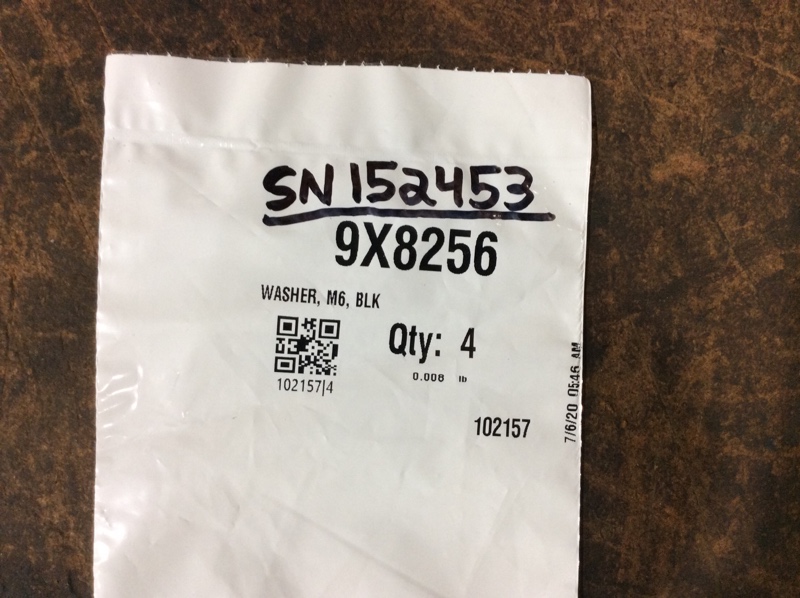 SN 152453
9X8256
WASHER, M6, BLK
Qty: 4
0.008 lb
102157|4
102157
7/6/20 05:46 AM